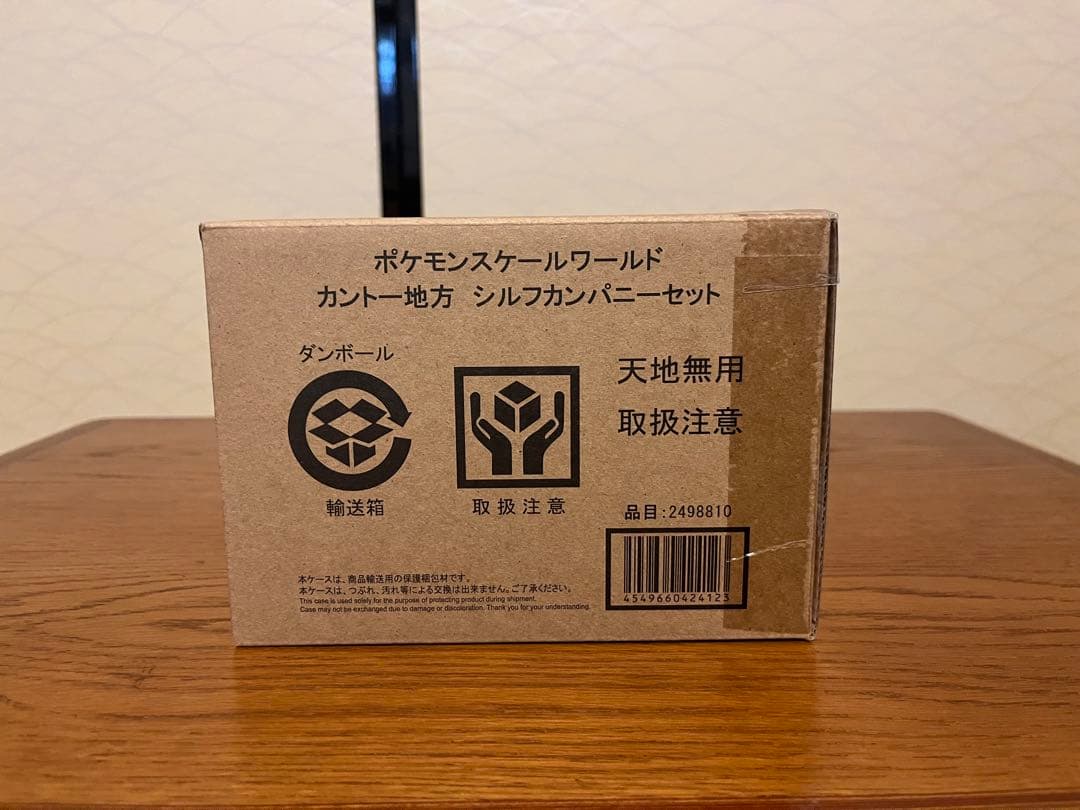 ポケモンスケールワールド
カントー地方 シルフカンパニーセット
ダンボール
輸送箱
取扱注意
天地無用
取扱注意
品目:2498810
4549660424123
本ケースは、商品輸送用の保護梱包材です。
本ケースは、つぶれ、汚れ等による交換は出来ません。ご了承ください。
This case is used solely for the purpose of protecting product during shipment.
Case may not be exchanged due to damage or discoloration. Thank you for your understanding.